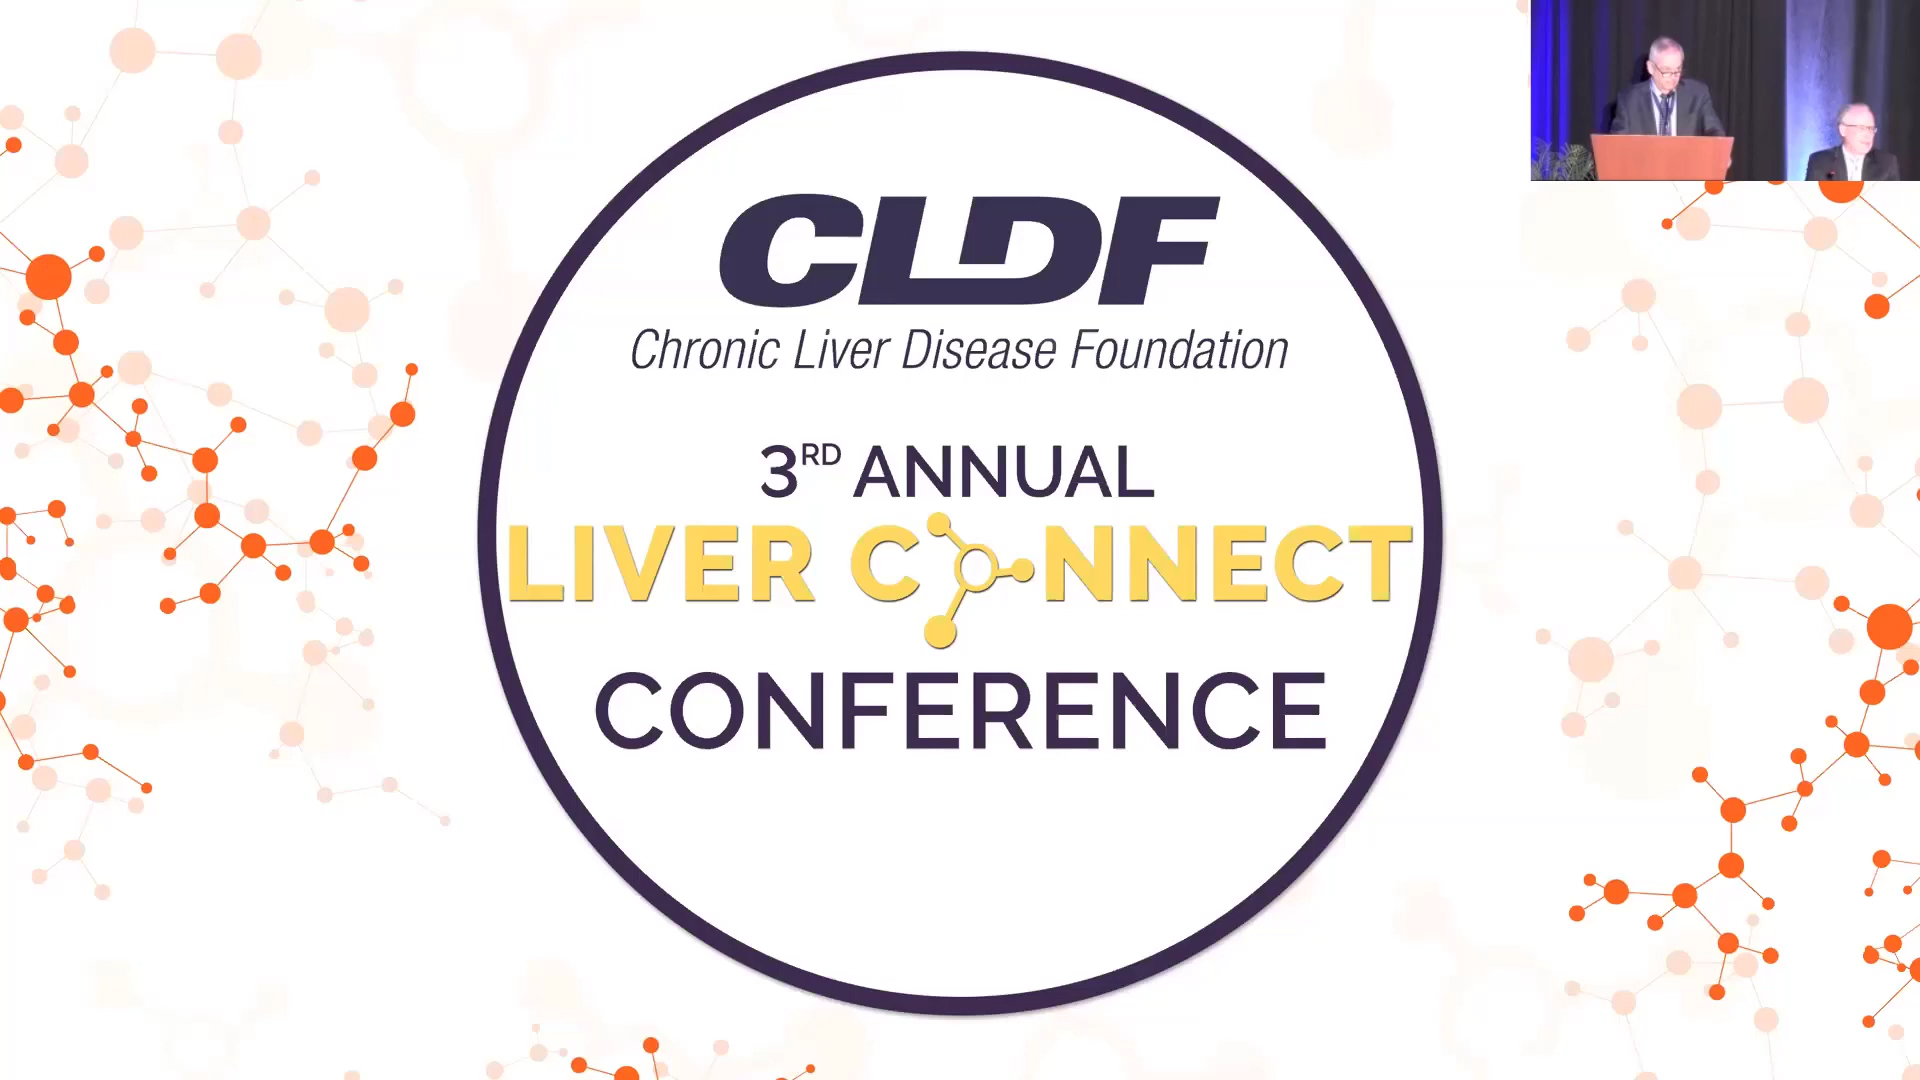 CLDF
Chronic Liver Disease Foundation
3RD ANNUAL
LIVER CONNECT
CONFERENCE